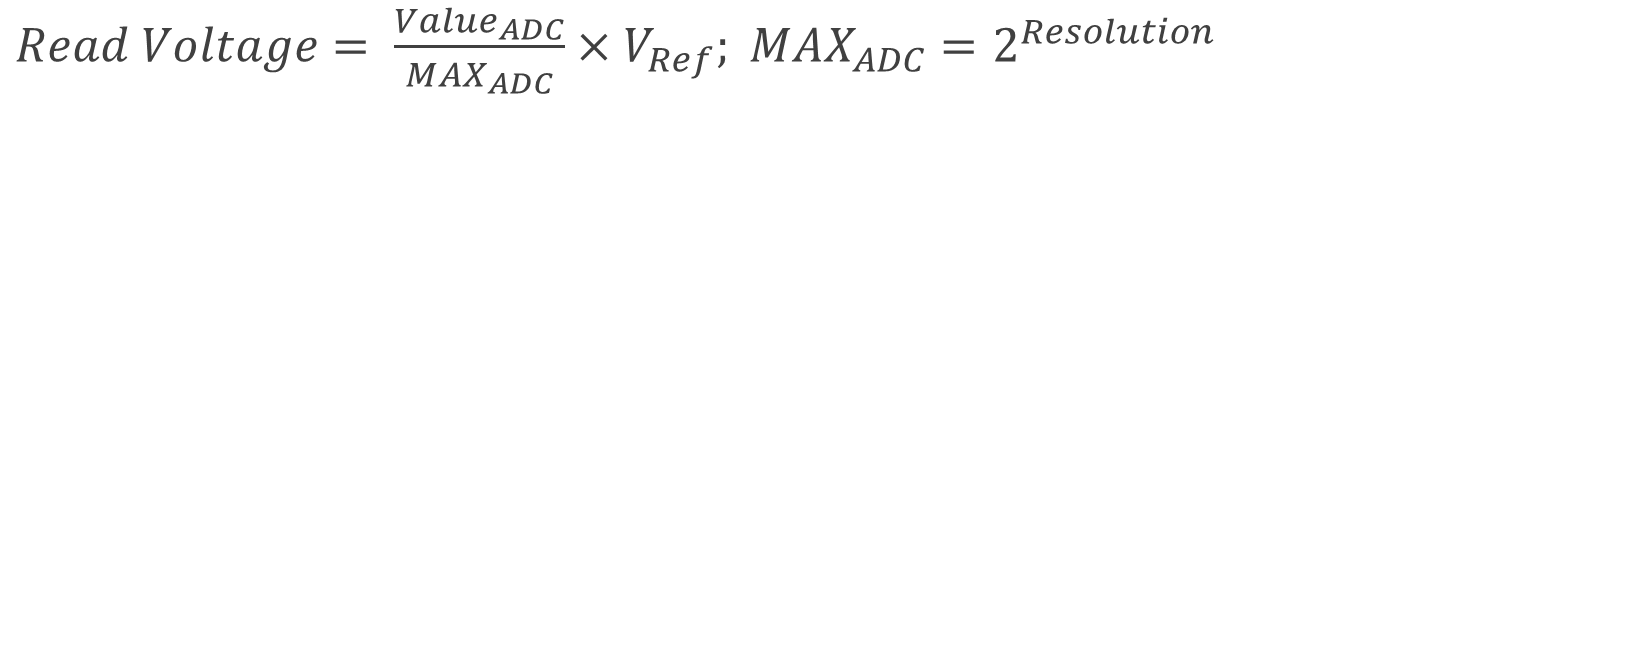 Read Voltage = Value_ADC / MAX_ADC × V_Ref; MAX_ADC = 2^Resolution